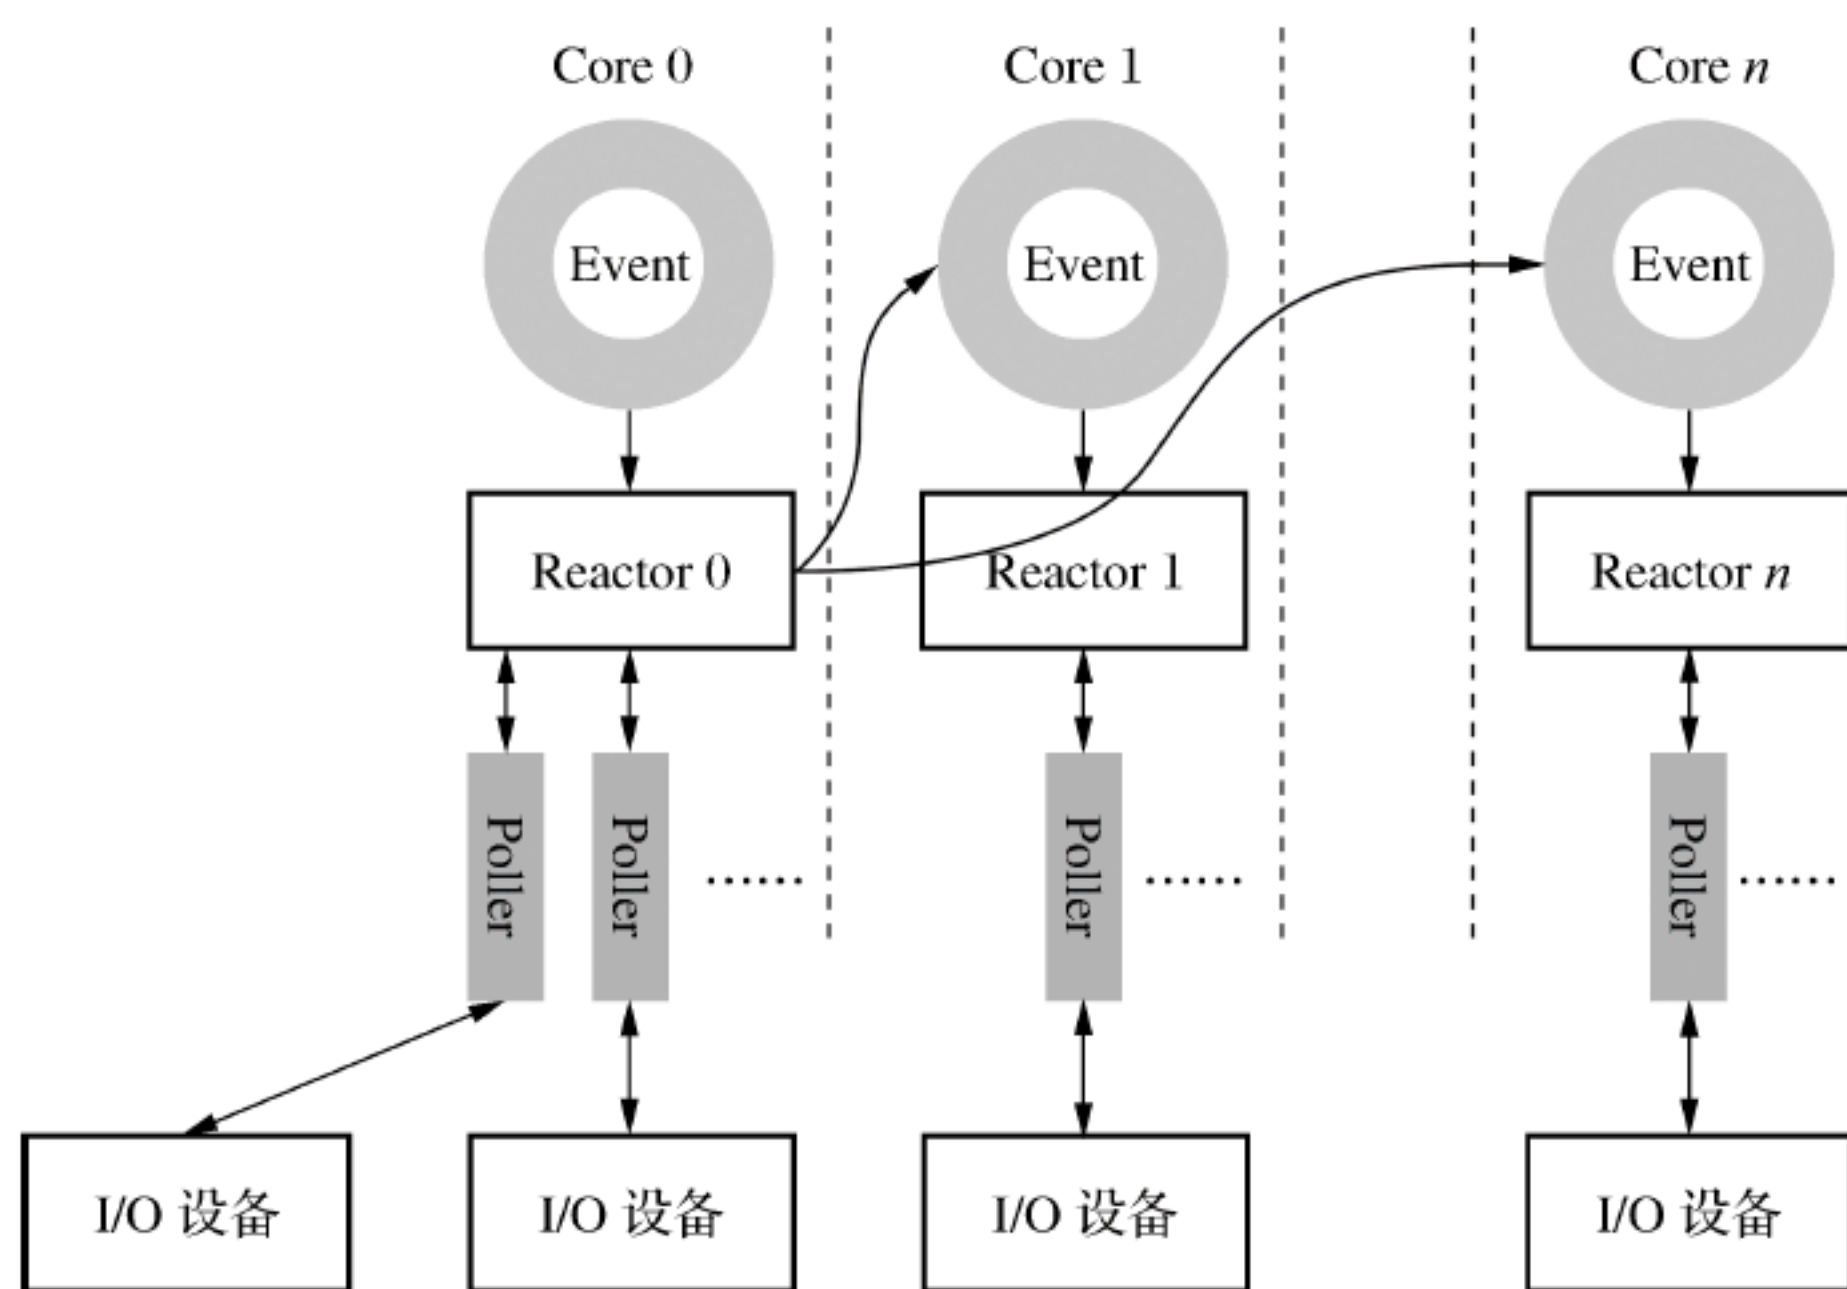 Core 0
Core 1
Core n
Event
Event
Event
Reactor 0
Reactor 1
Reactor n
Poller
Poller
······
Poller
······
Poller
······
I/O 设备
I/O 设备
I/O 设备
I/O 设备